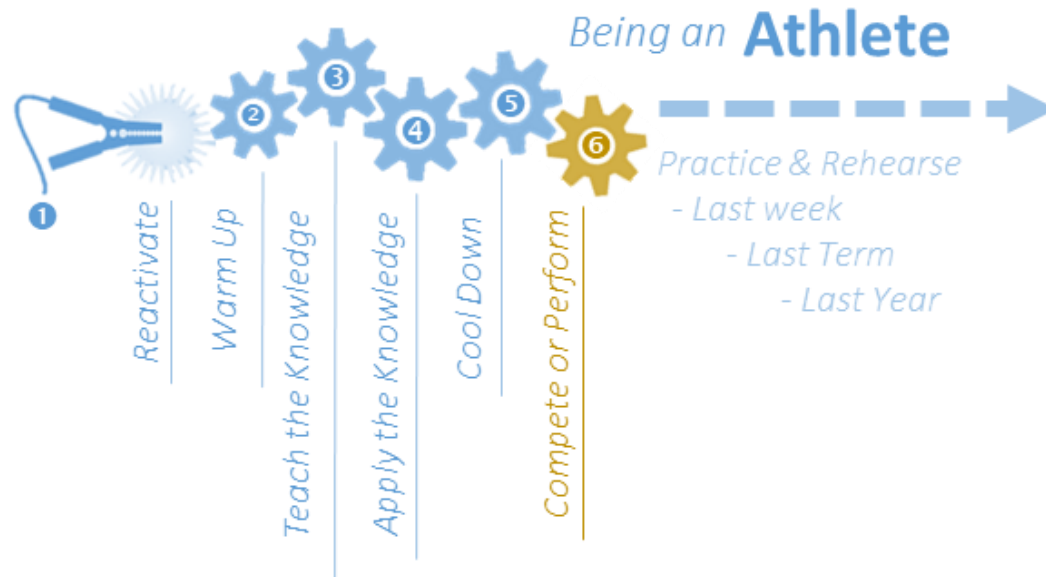 Being an Athlete
1
2
3
4
5
6
Reactivate
Warm Up
Teach the Knowledge
Apply the Knowledge
Cool Down
Compete or Perform
Practice & Rehearse
- Last week
- Last Term
- Last Year